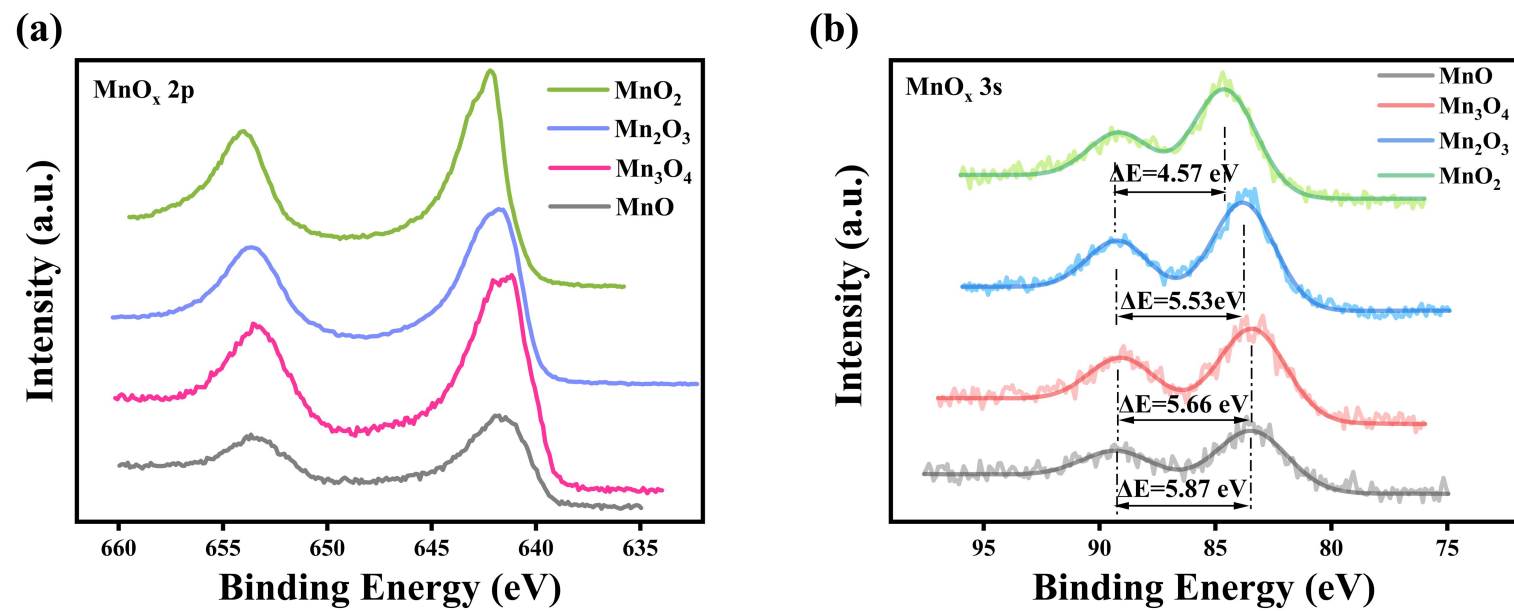 (a)
MnOₓ 2p
MnO₂
Mn₂O₃
Mn₃O₄
MnO
Intensity (a.u.)
660 655 650 645 640 635
Binding Energy (eV)
(b)
MnOₓ 3s
MnO
Mn₃O₄
Mn₂O₃
MnO₂
ΔE=4.57 eV
ΔE=5.53eV
ΔE=5.66 eV
ΔE=5.87 eV
Intensity (a.u.)
95 90 85 80 75
Binding Energy (eV)